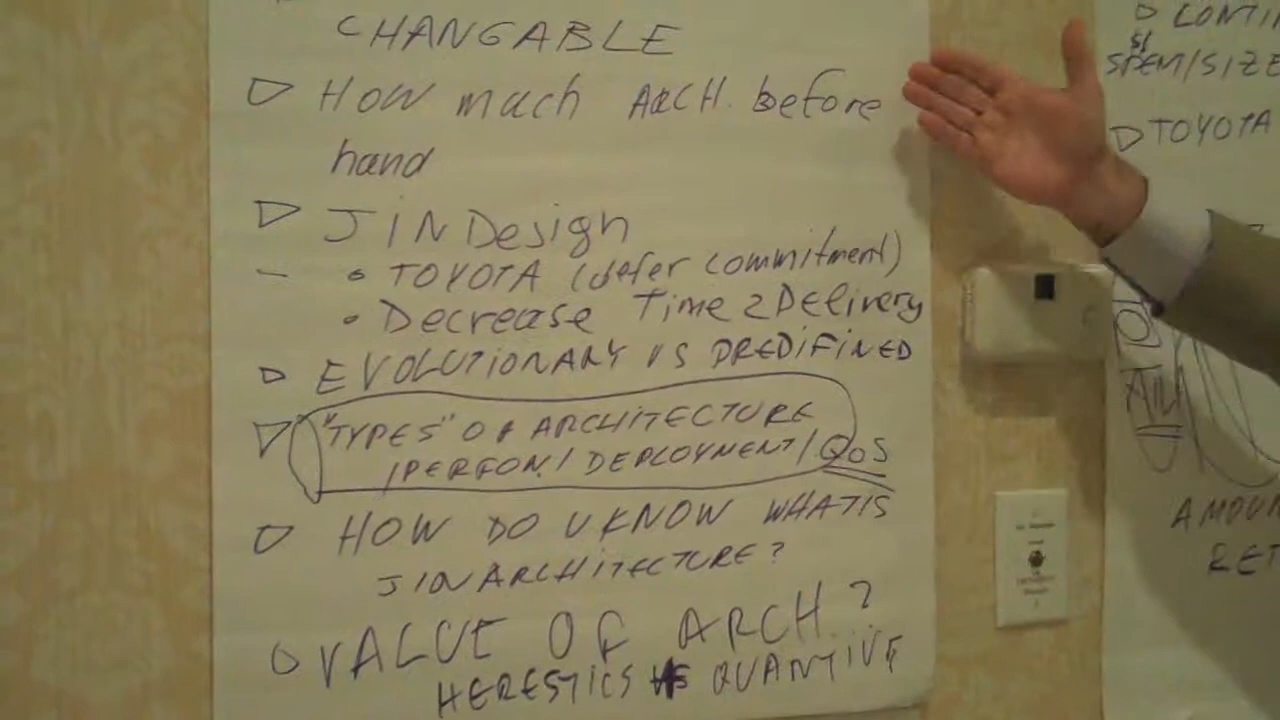 CHANGABLE
HOW much ARCH. before
hand
JIN Design
TOYOTA (defer commitment)
Decrease Time 2 Delivery
EVOLUTIONARY VS PREDIFINED
"TYPES" OF ARCHITECTURE
/PERFON/ DEPLOYMENT/QoS
HOW DO U KNOW WHAT IS
JIN ARCHITECTURE?
VALUE OF ARCH.?
HERESTICS VS QUANTIVE
CONTI
SPEM/SIZE
TOYOTA
AMOU
RET